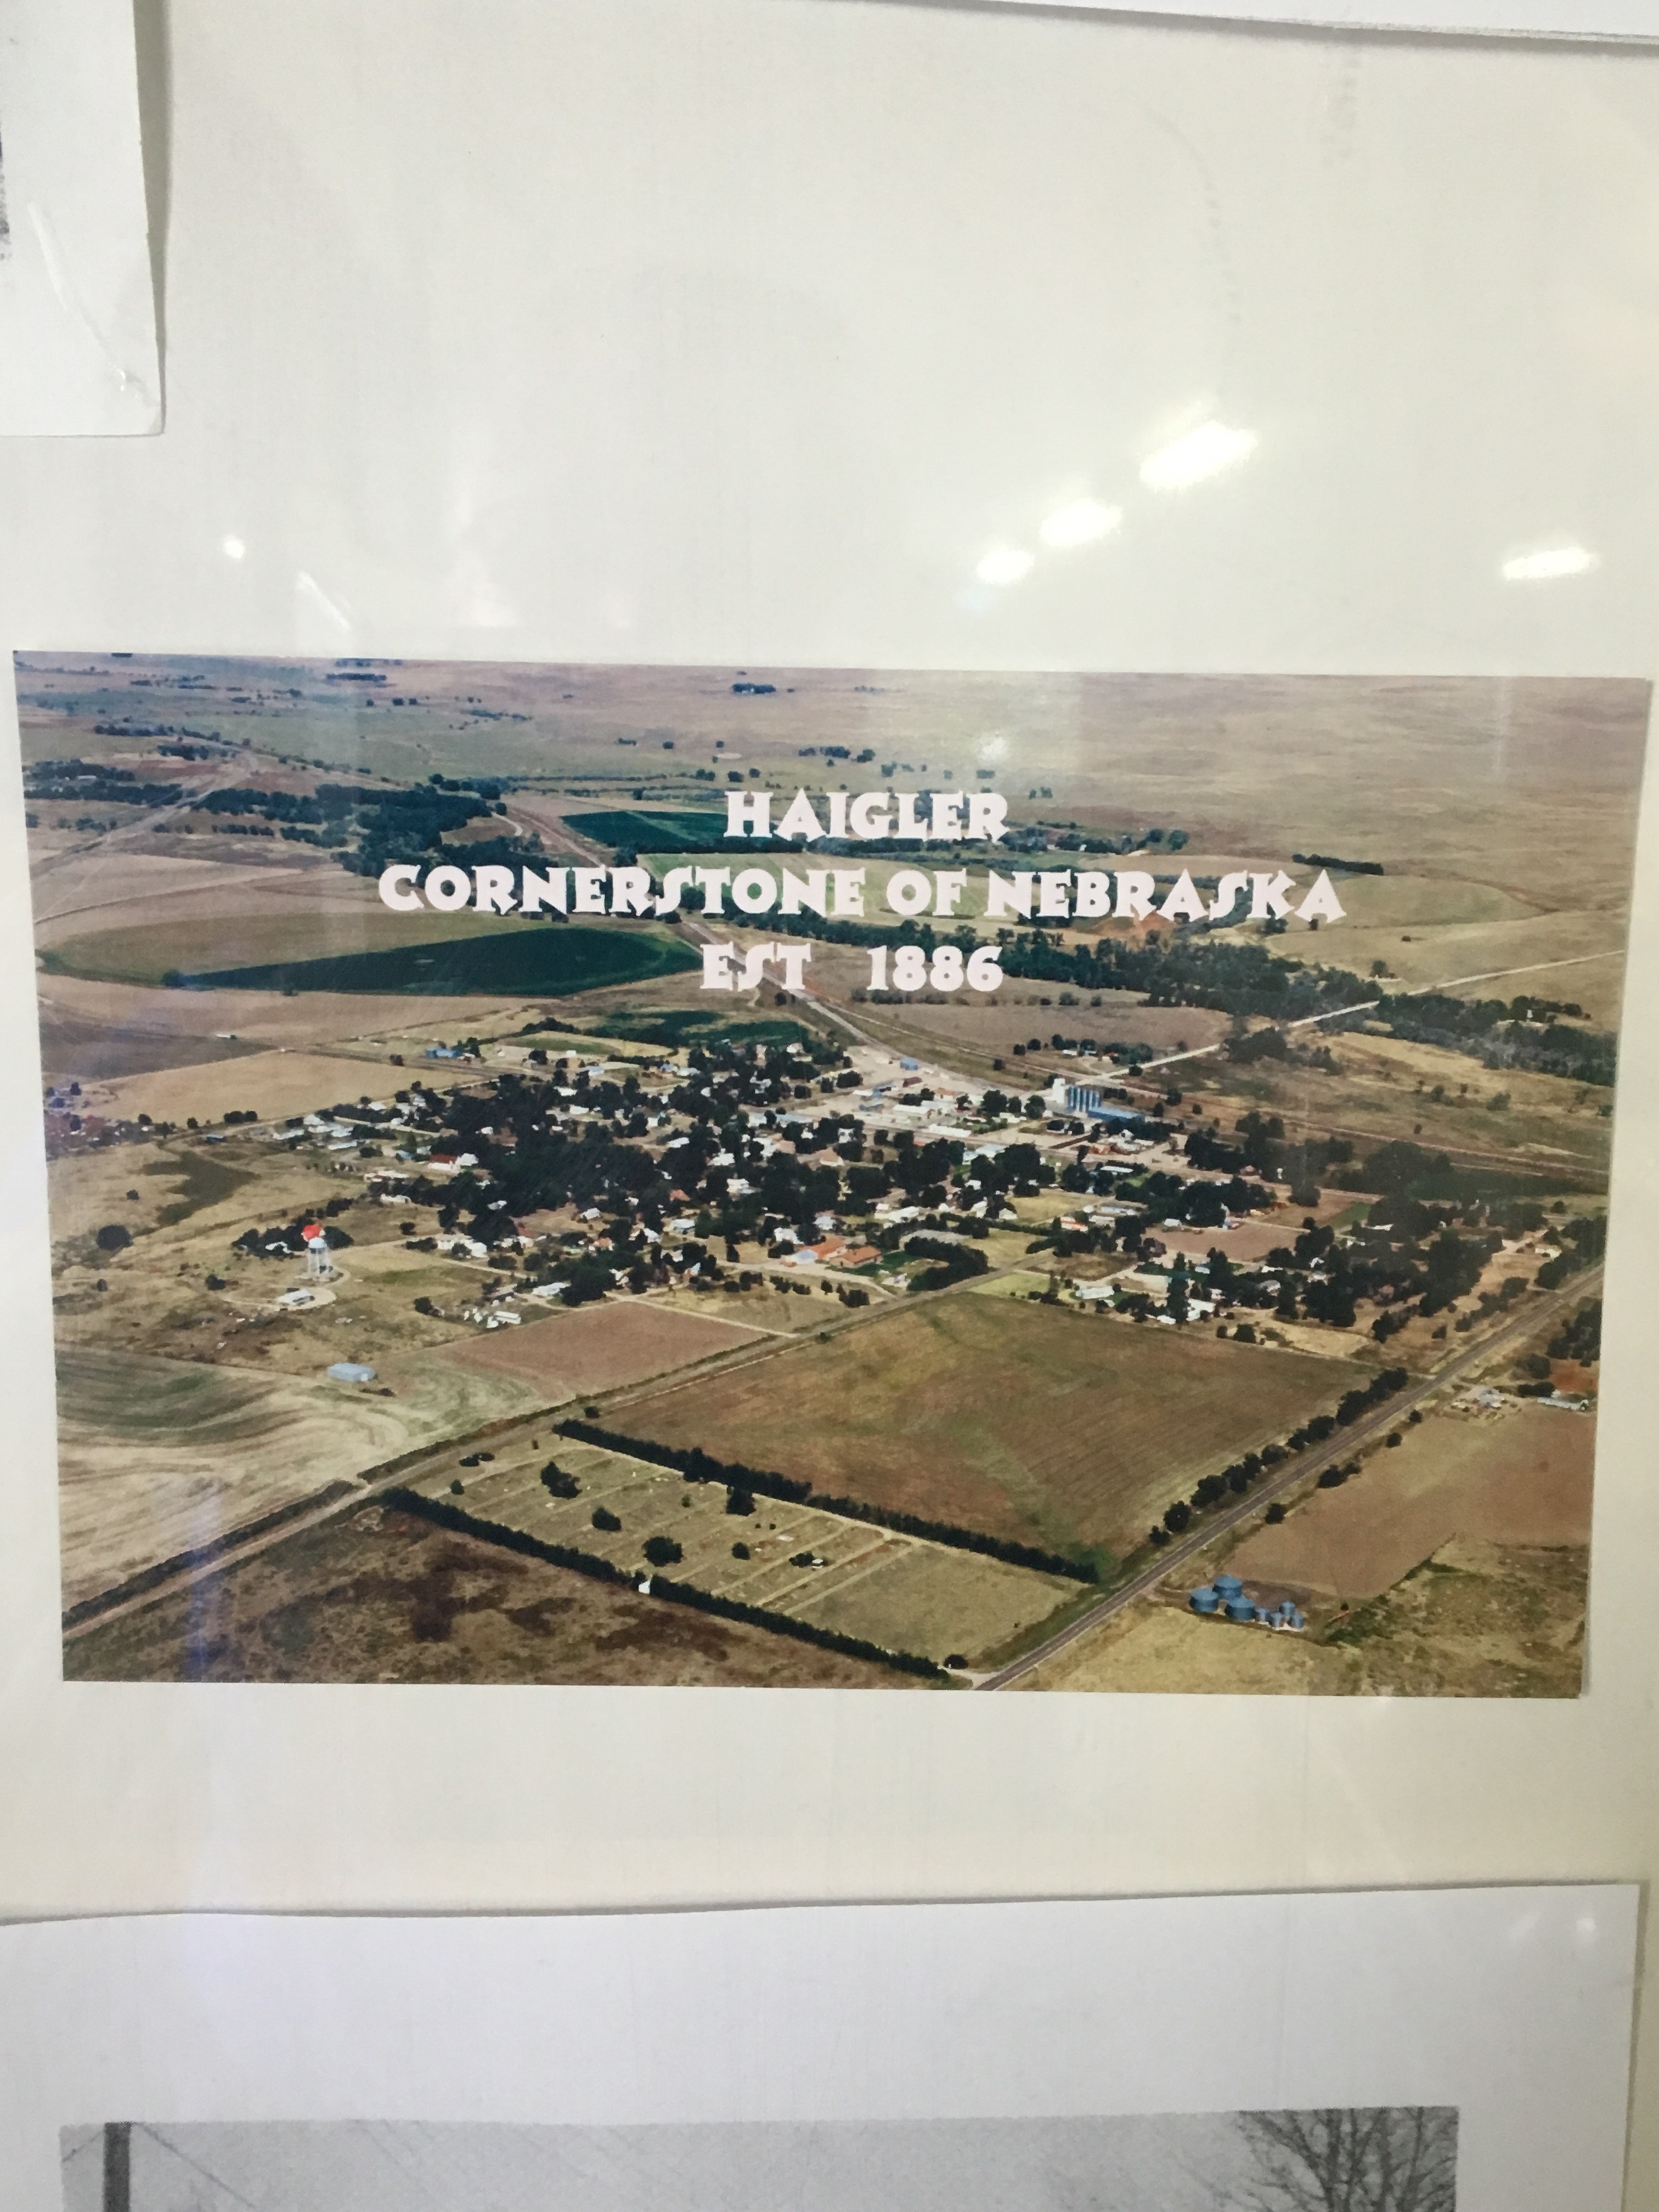 HAIGLER
CORNERSTONE OF NEBRASKA
EST 1886